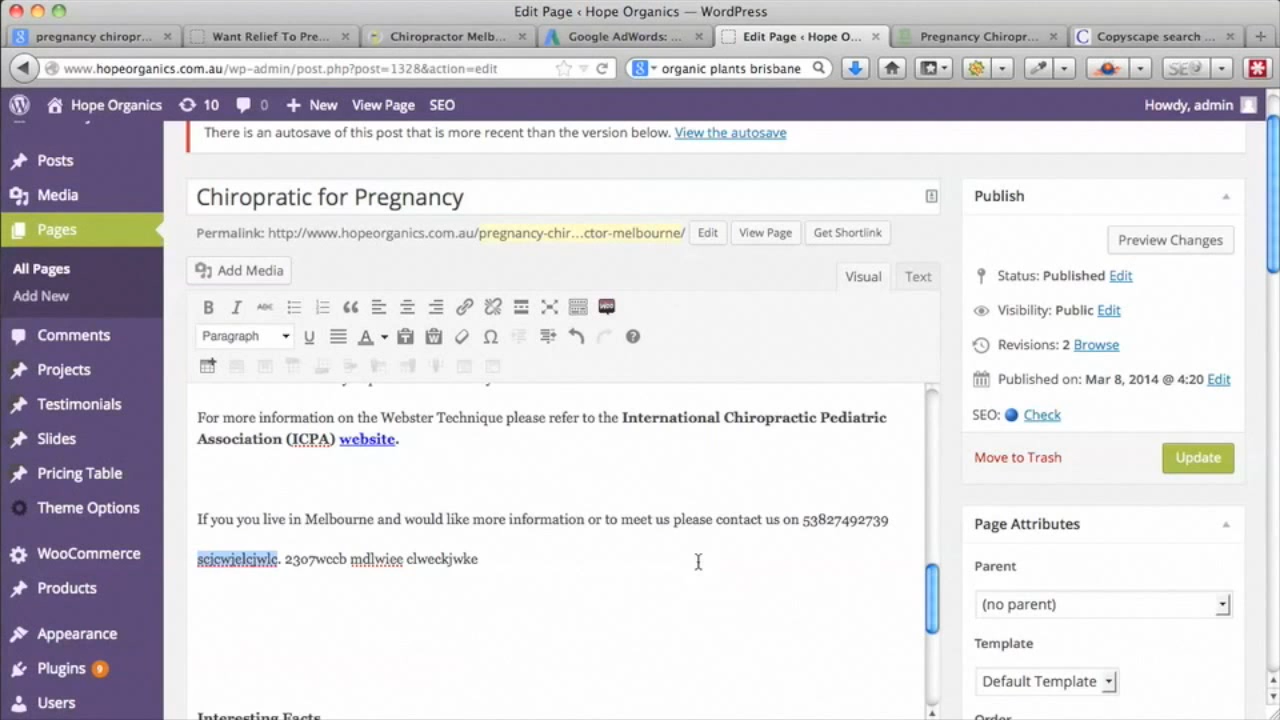 Edit Page ‹ Hope Organics — WordPress
pregnancy chiropr...
Want Relief To Pre...
Chiropractor Melb...
Google AdWords: ...
Edit Page ‹ Hope O...
Pregnancy Chiropr...
Copyscape search ...
www.hopeorganics.com.au/wp-admin/post.php?post=1328&action=edit
organic plants brisbane
SEO
Hope Organics
10
0
New
View Page
SEO
Howdy, admin
There is an autosave of this post that is more recent than the version below. View the autosave
Posts
Media
Pages
All Pages
Add New
Comments
Projects
Testimonials
Slides
Pricing Table
Theme Options
WooCommerce
Products
Appearance
Plugins 9
Users
Chiropratic for Pregnancy
Permalink: http://www.hopeorganics.com.au/pregnancy-chir...ctor-melbourne/
Edit
View Page
Get Shortlink
Add Media
Visual
Text
B I ABC
Paragraph
For more information on the Webster Technique please refer to the International Chiropractic Pediatric
Association (ICPA) website.
If you you live in Melbourne and would like more information or to meet us please contact us on 53827492739
scjcwjelcjwlc. 23o7wccb mdlwiee clweckjwke
Interesting Facts
Publish
Preview Changes
Status: Published Edit
Visibility: Public Edit
Revisions: 2 Browse
Published on: Mar 8, 2014 @ 4:20 Edit
SEO: Check
Move to Trash
Update
Page Attributes
Parent
(no parent)
Template
Default Template
Order